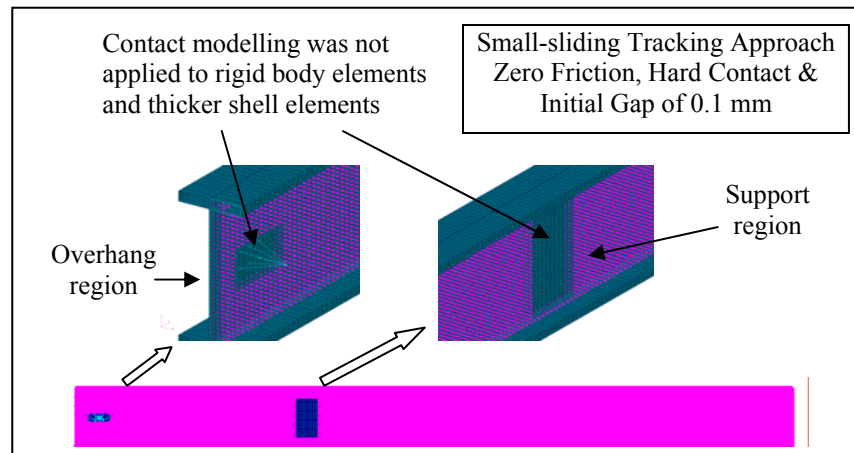 Contact modelling was not
applied to rigid body elements
and thicker shell elements
Small-sliding Tracking Approach
Zero Friction, Hard Contact &
Initial Gap of 0.1 mm
Support
region
Overhang
region